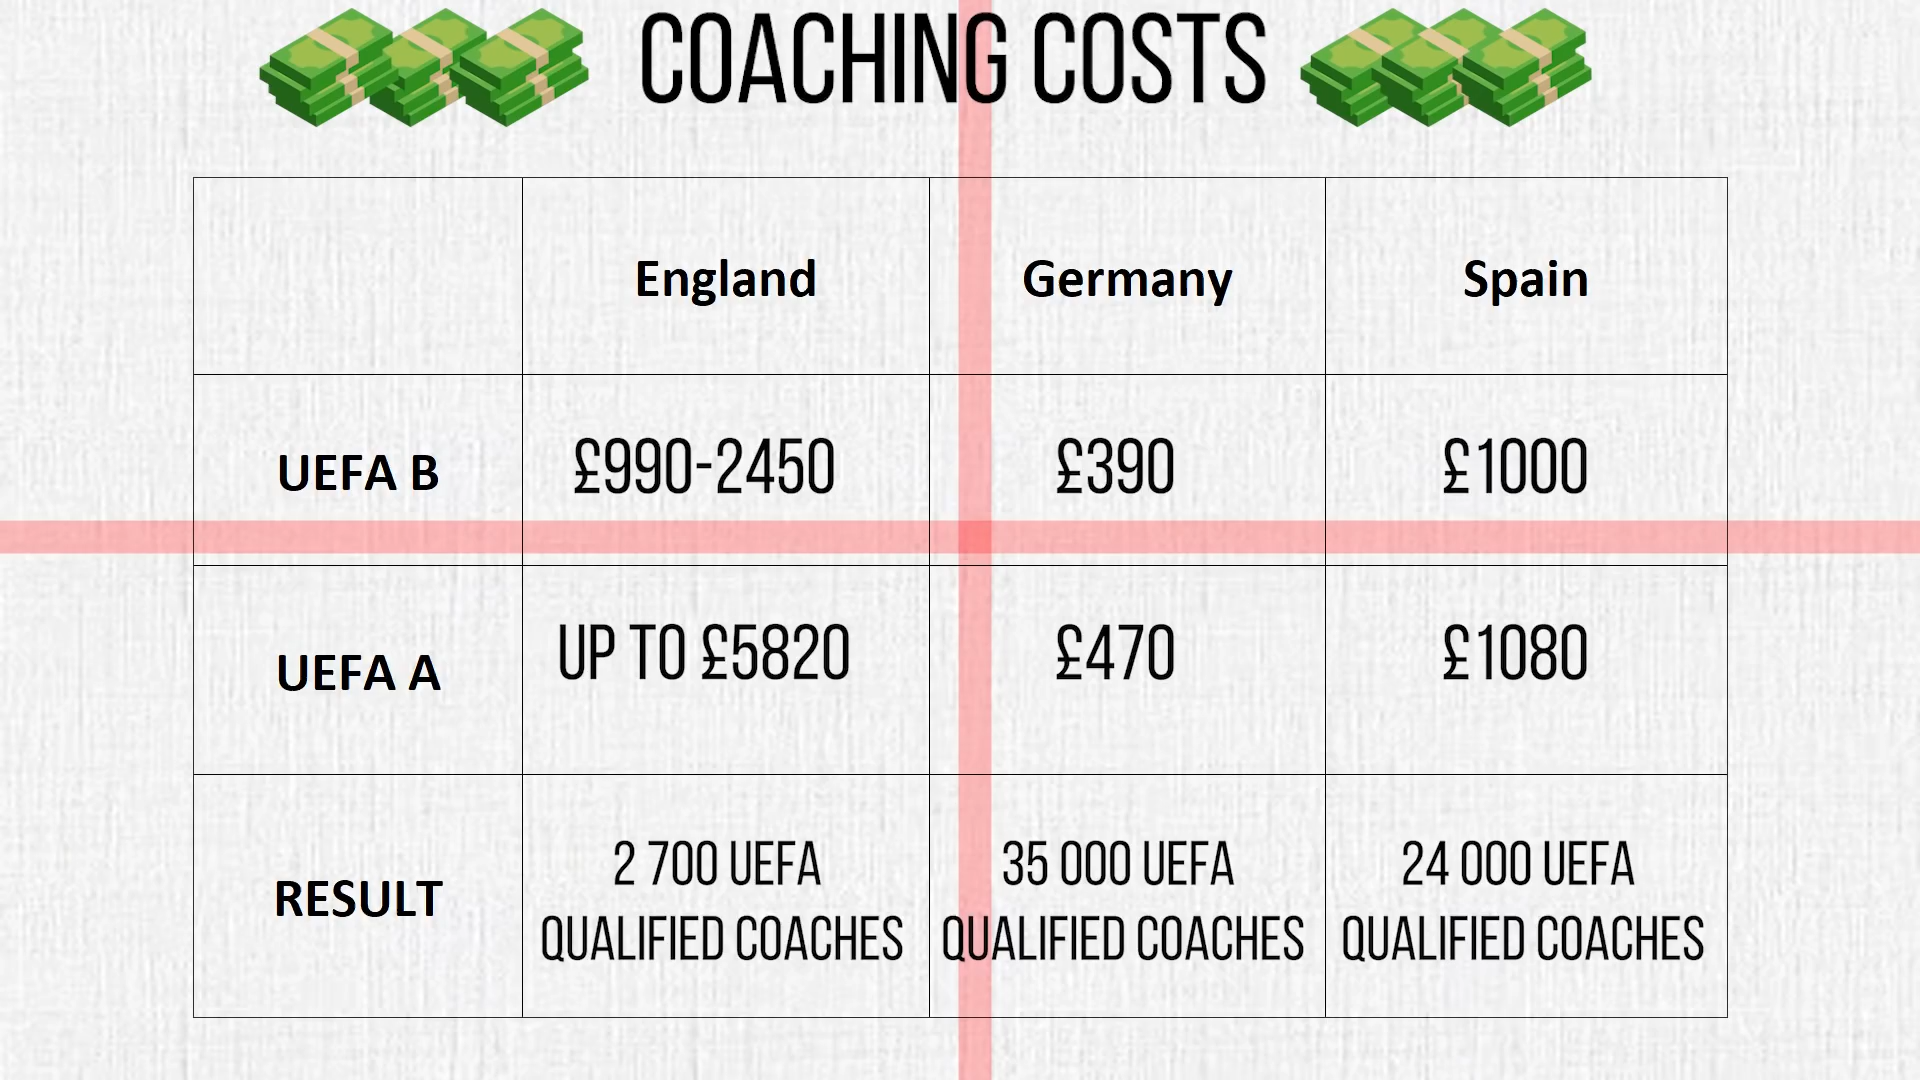 COACHING COSTS
England Germany Spain
UEFA B £990-2450 £390 £1000
UEFA A UP TO £5820 £470 £1080
RESULT
2 700 UEFA
QUALIFIED COACHES
35 000 UEFA
QUALIFIED COACHES
24 000 UEFA
QUALIFIED COACHES